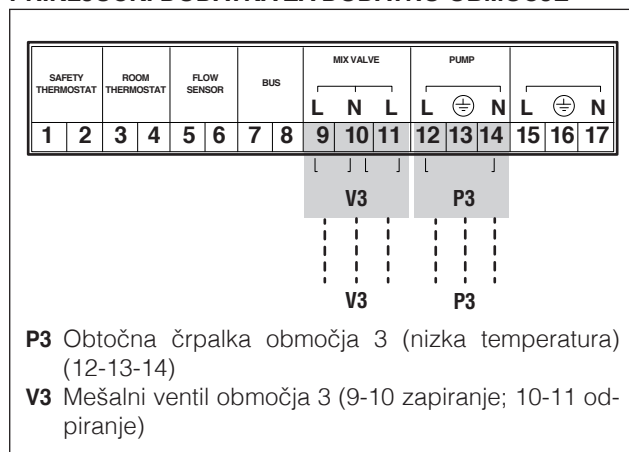 PRIKLJUČKI DODATKA ZA DODATNO OBMOČJE
MIX VALVE PUMP
SAFETY THERMOSTAT ROOM THERMOSTAT FLOW SENSOR BUS
L N L L N L N
1 2 3 4 5 6 7 8 9 10 11 12 13 14 15 16 17
V3 P3
V3 P3
P3 Obtočna črpalka območja 3 (nizka temperatura)
(12-13-14)
V3 Mešalni ventil območja 3 (9-10 zapiranje; 10-11 od-
piranje)